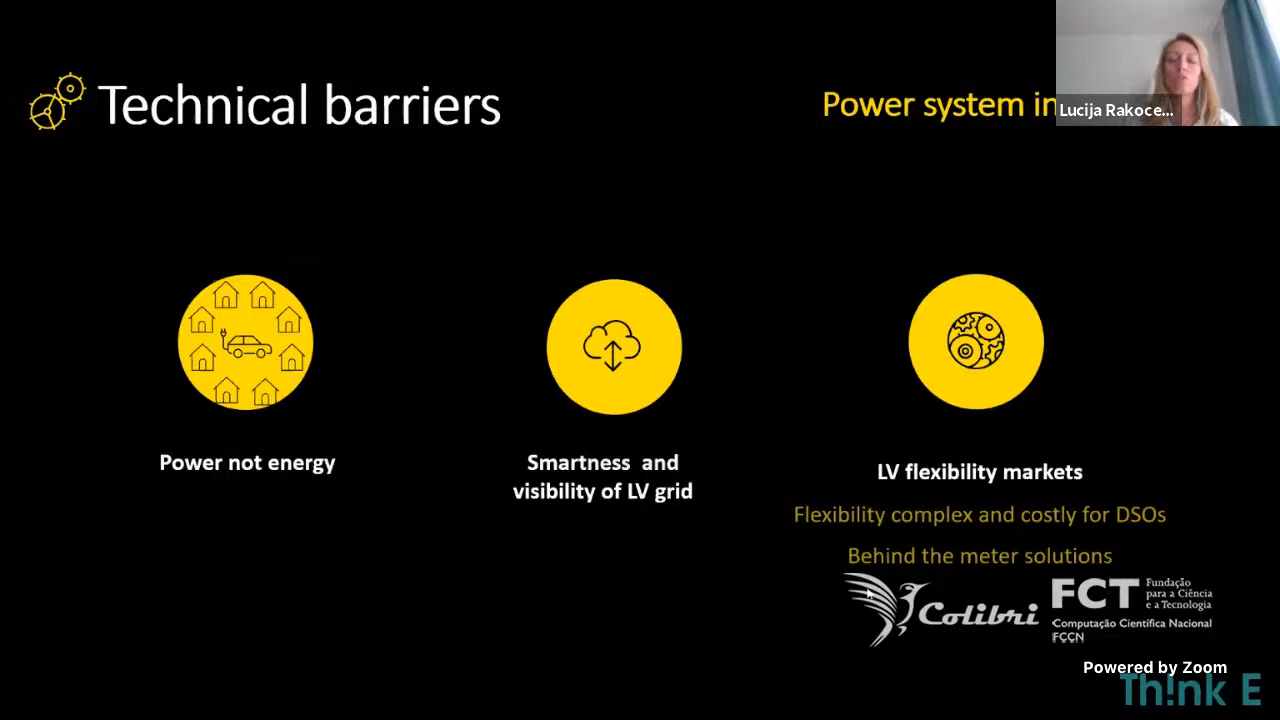 Technical barriers
Power system in
Lucija Rakoce...
Power not energy
Smartness and
visibility of LV grid
LV flexibility markets
Flexibility complex and costly for DSOs
Behind the meter solutions
Colibri
FCT
Fundação
para a Ciência
e a Tecnologia
Computação Científica Nacional
FCCN
Powered by Zoom
Th!nk E